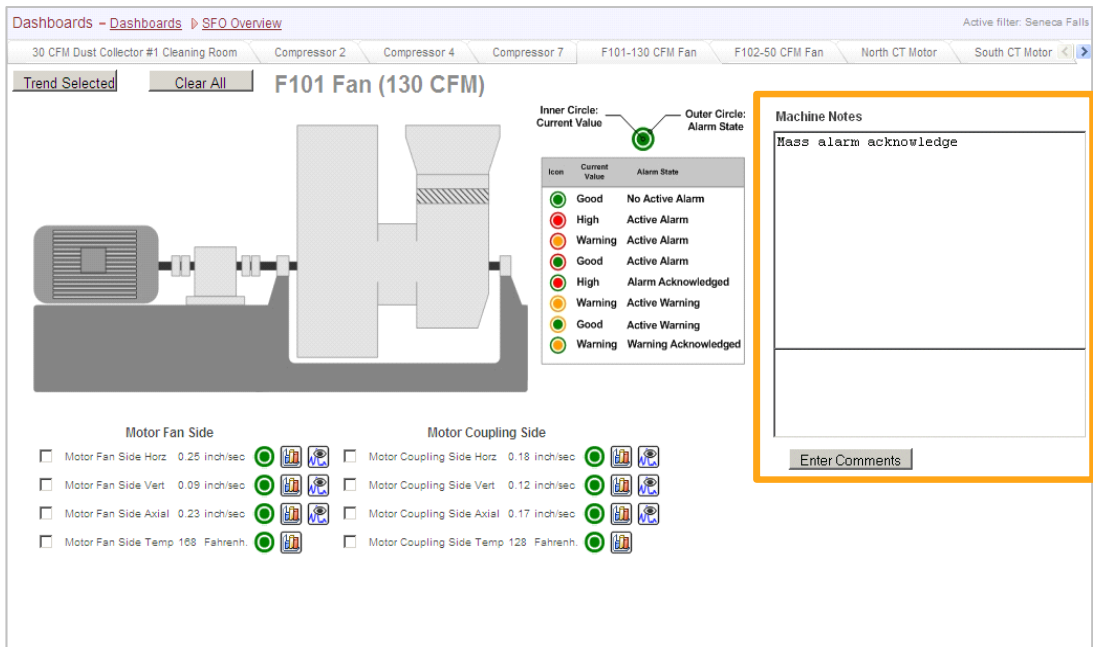 Dashboards – Dashboards ▷ SFO Overview
Active filter: Seneca Falls
30 CFM Dust Collector #1 Cleaning Room
Compressor 2
Compressor 4
Compressor 7
F101-130 CFM Fan
F102-50 CFM Fan
North CT Motor
South CT Motor
Trend Selected
Clear All
F101 Fan (130 CFM)
Inner Circle:
Current Value
Outer Circle:
Alarm State
Icon
Current
Value
Alarm State
Good No Active Alarm
High Active Alarm
Warning Active Alarm
Good Active Alarm
High Alarm Acknowledged
Warning Active Warning
Good Active Warning
Warning Warning Acknowledged
Machine Notes
Mass alarm acknowledge
Enter Comments
Motor Fan Side
Motor Fan Side Horz 0.25 inch/sec
Motor Fan Side Vert 0.09 inch/sec
Motor Fan Side Axial 0.23 inch/sec
Motor Fan Side Temp 168 Fahrenh.
Motor Coupling Side
Motor Coupling Side Horz 0.18 inch/sec
Motor Coupling Side Vert 0.12 inch/sec
Motor Coupling Side Axial 0.17 inch/sec
Motor Coupling Side Temp 128 Fahrenh.